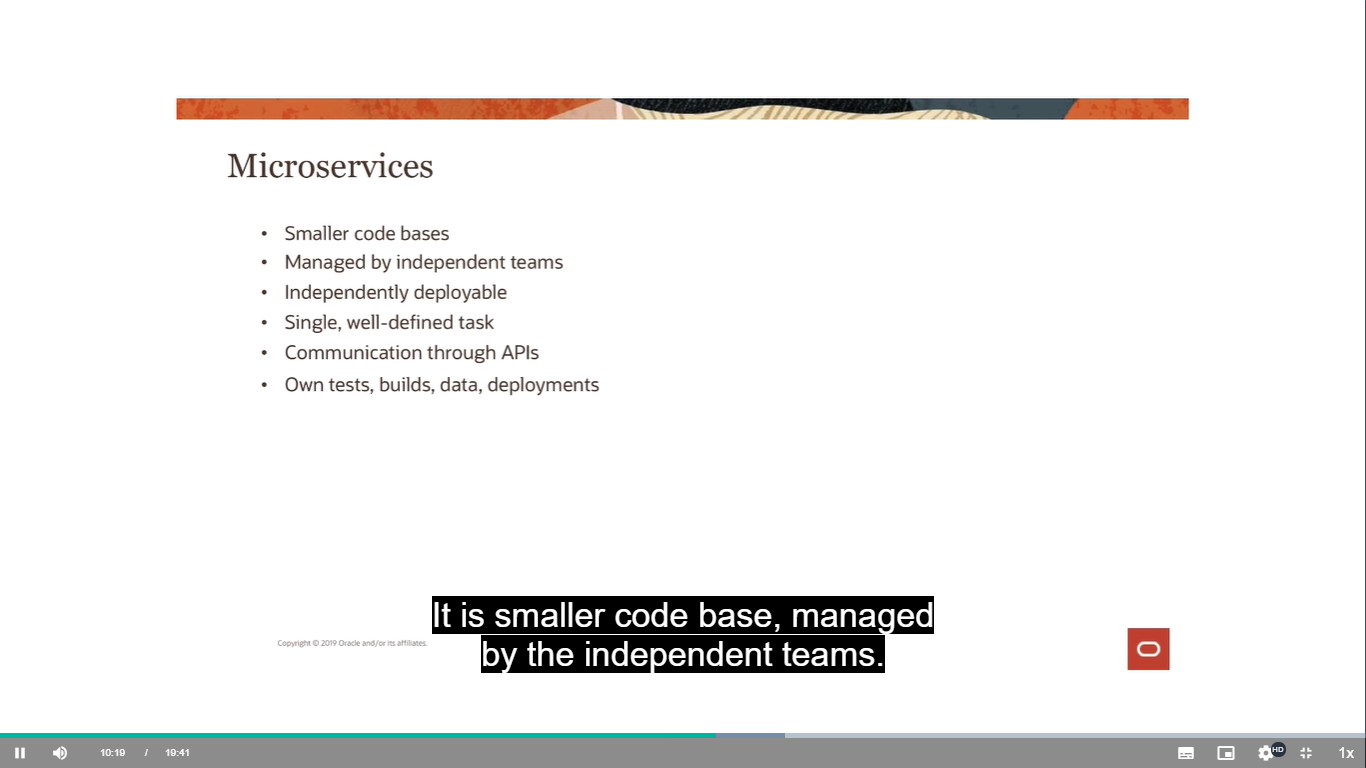 Microservices
• Smaller code bases
• Managed by independent teams
• Independently deployable
• Single, well-defined task
• Communication through APIs
• Own tests, builds, data, deployments
It is smaller code base, managed
by the independent teams.
Copyright © 2019 Oracle and/or its affiliates.
10:19 / 19:41
HD
1x